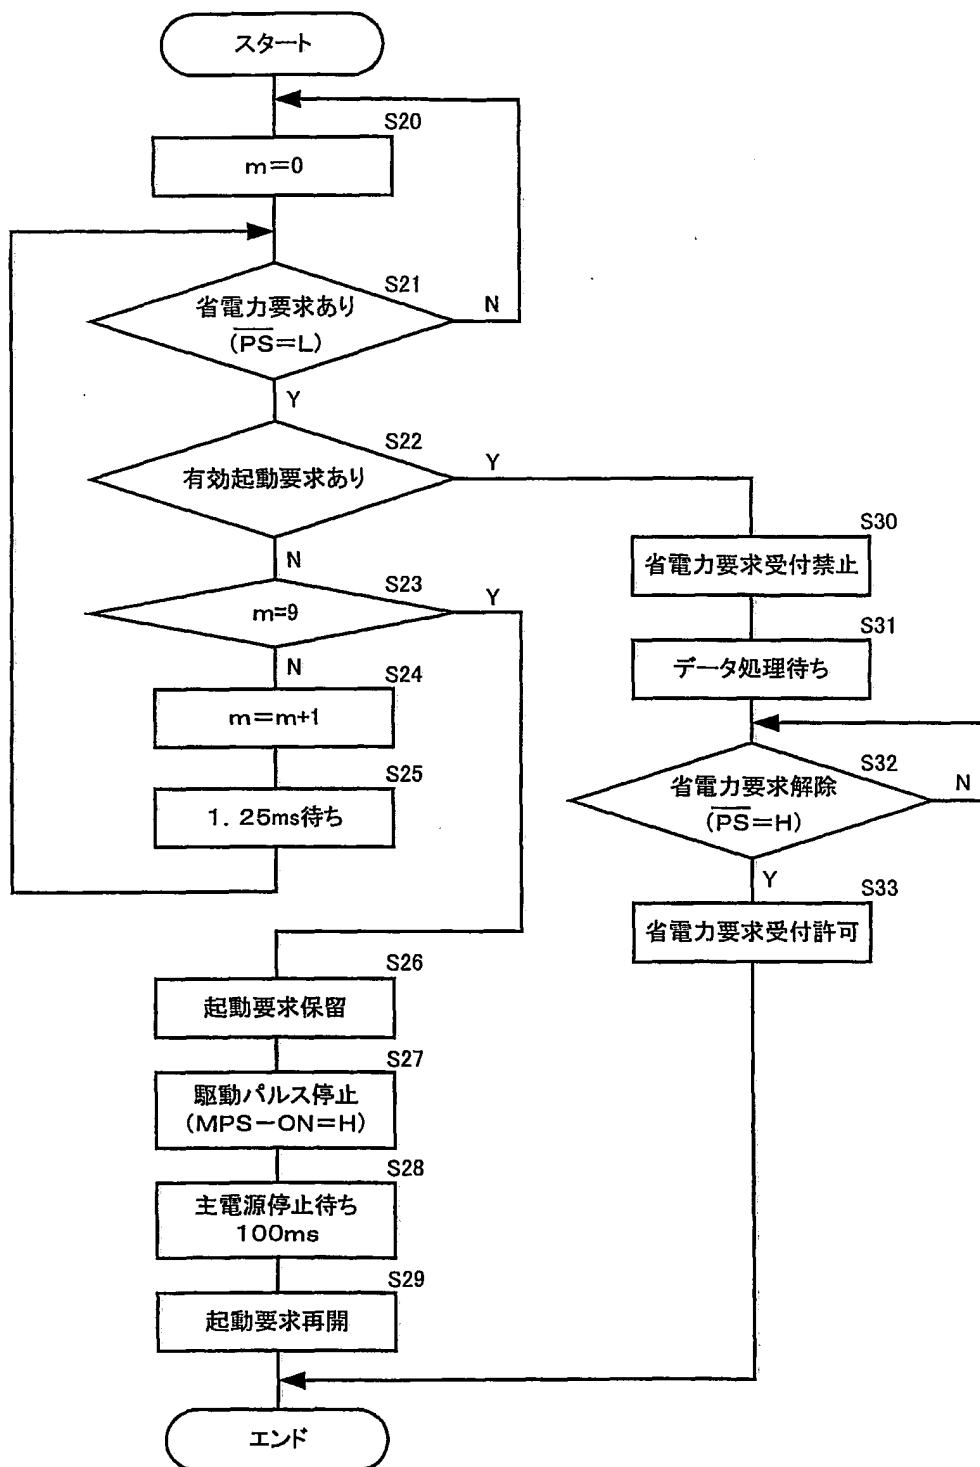 スタート
S20
m=0
S21
省電力要求あり
(P̅S̅=L)
N
Y
S22
有効起動要求あり
Y
N
S23
m=9
Y
N
S24
m=m+1
S25
1. 25ms待ち
S26
起動要求保留
S27
駆動パルス停止
(MPS-ON=H)
S28
主電源停止待ち
100ms
S29
起動要求再開
エンド
S30
省電力要求受付禁止
S31
データ処理待ち
S32
省電力要求解除
(P̅S̅=H)
N
Y
S33
省電力要求受付許可